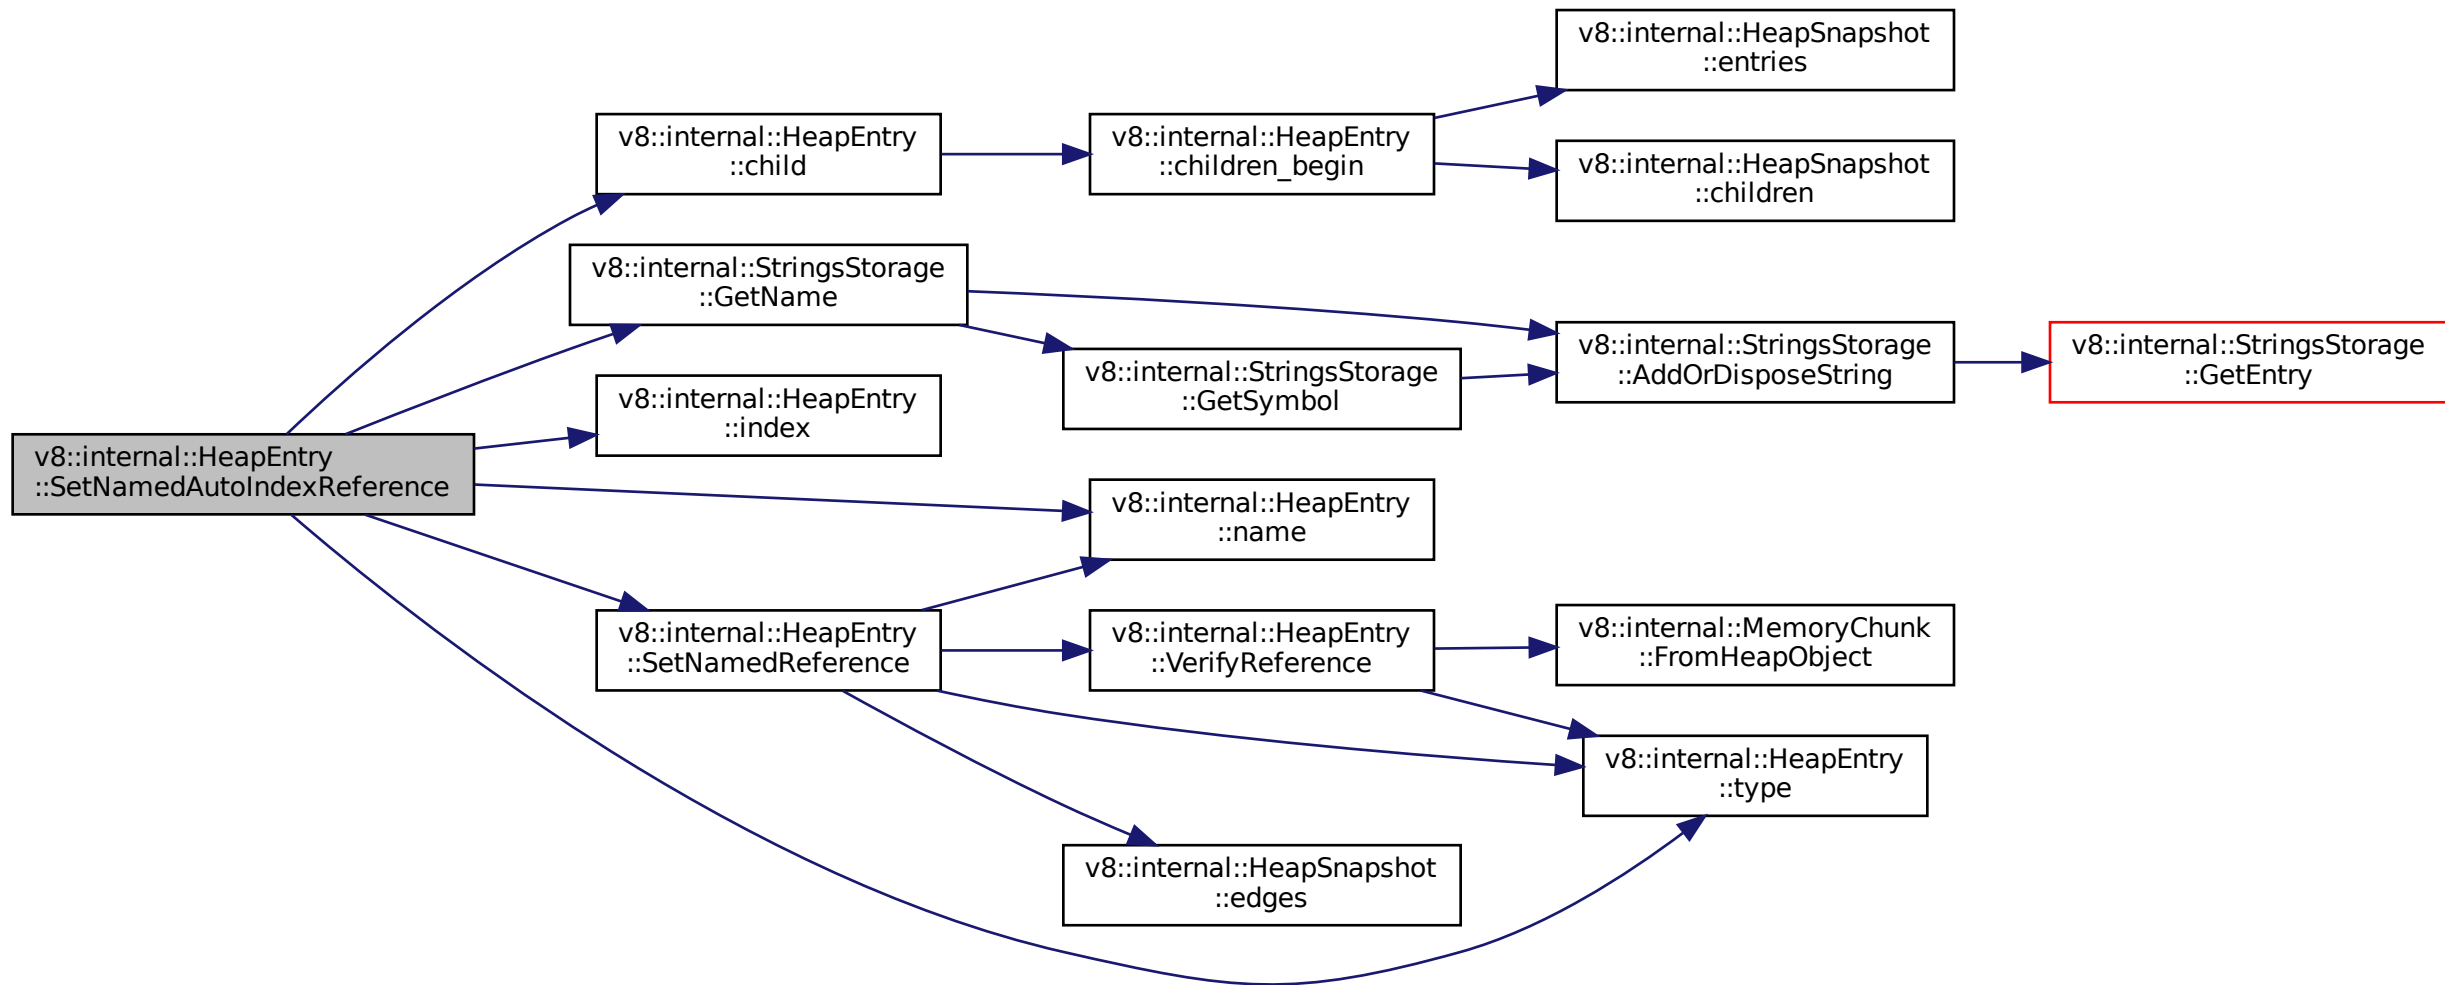 v8::internal::HeapEntry
::SetNamedAutoIndexReference
v8::internal::HeapEntry
::child
v8::internal::HeapEntry
::children_begin
v8::internal::HeapSnapshot
::entries
v8::internal::HeapSnapshot
::children
v8::internal::StringsStorage
::GetName
v8::internal::StringsStorage
::GetSymbol
v8::internal::StringsStorage
::AddOrDisposeString
v8::internal::StringsStorage
::GetEntry
v8::internal::HeapEntry
::index
v8::internal::HeapEntry
::name
v8::internal::HeapEntry
::SetNamedReference
v8::internal::HeapEntry
::VerifyReference
v8::internal::MemoryChunk
::FromHeapObject
v8::internal::HeapEntry
::type
v8::internal::HeapSnapshot
::edges